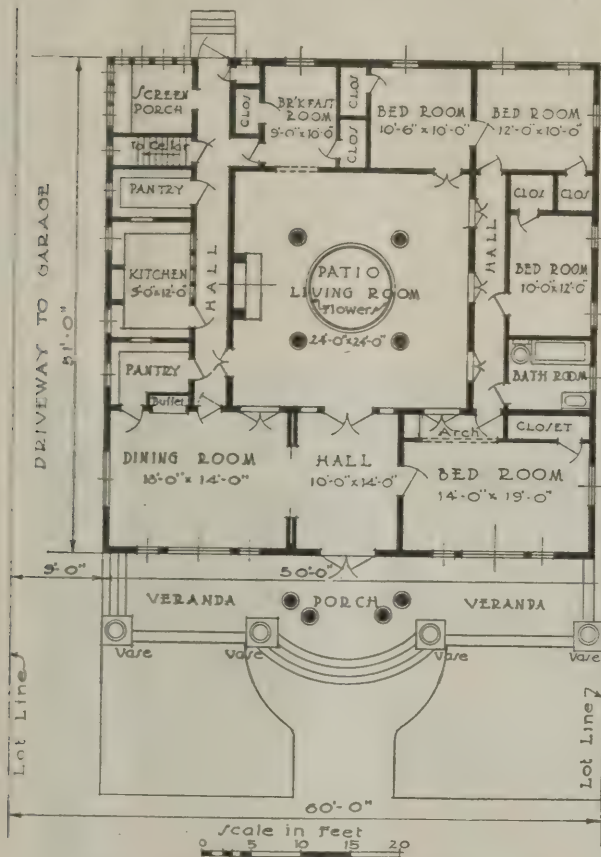 SCREEN
PORCH
CLOS
BR'KFAST
ROOM
9'-0"x10'-0"
CLOS
CLOS
BED ROOM
10'-6"x10'-0"
BED ROOM
12'-0"x10'-0"
To Cellar
PANTRY
CLOS
CLOS
DRIVEWAY TO GARAGE
51'-0"
KITCHEN
HALL
PATIO
LIVING ROOM
Flowers
24'-0"x24'-0"
HALL
BED ROOM
10'-0"x12'-0"
PANTRY
Buffet
BATH ROOM
Arch
CLOSET
DINING ROOM
18'-0"x14'-0"
HALL
10'-0"x14'-0"
BED ROOM
14'-0"x19'-0"
9'-0"
50'-0"
VERANDA
PORCH
VERANDA
Vase
Vase
Vase
Vase
Lot Line
Lot Line
60'-0"
Scale in Feet
0 5 10 15 20